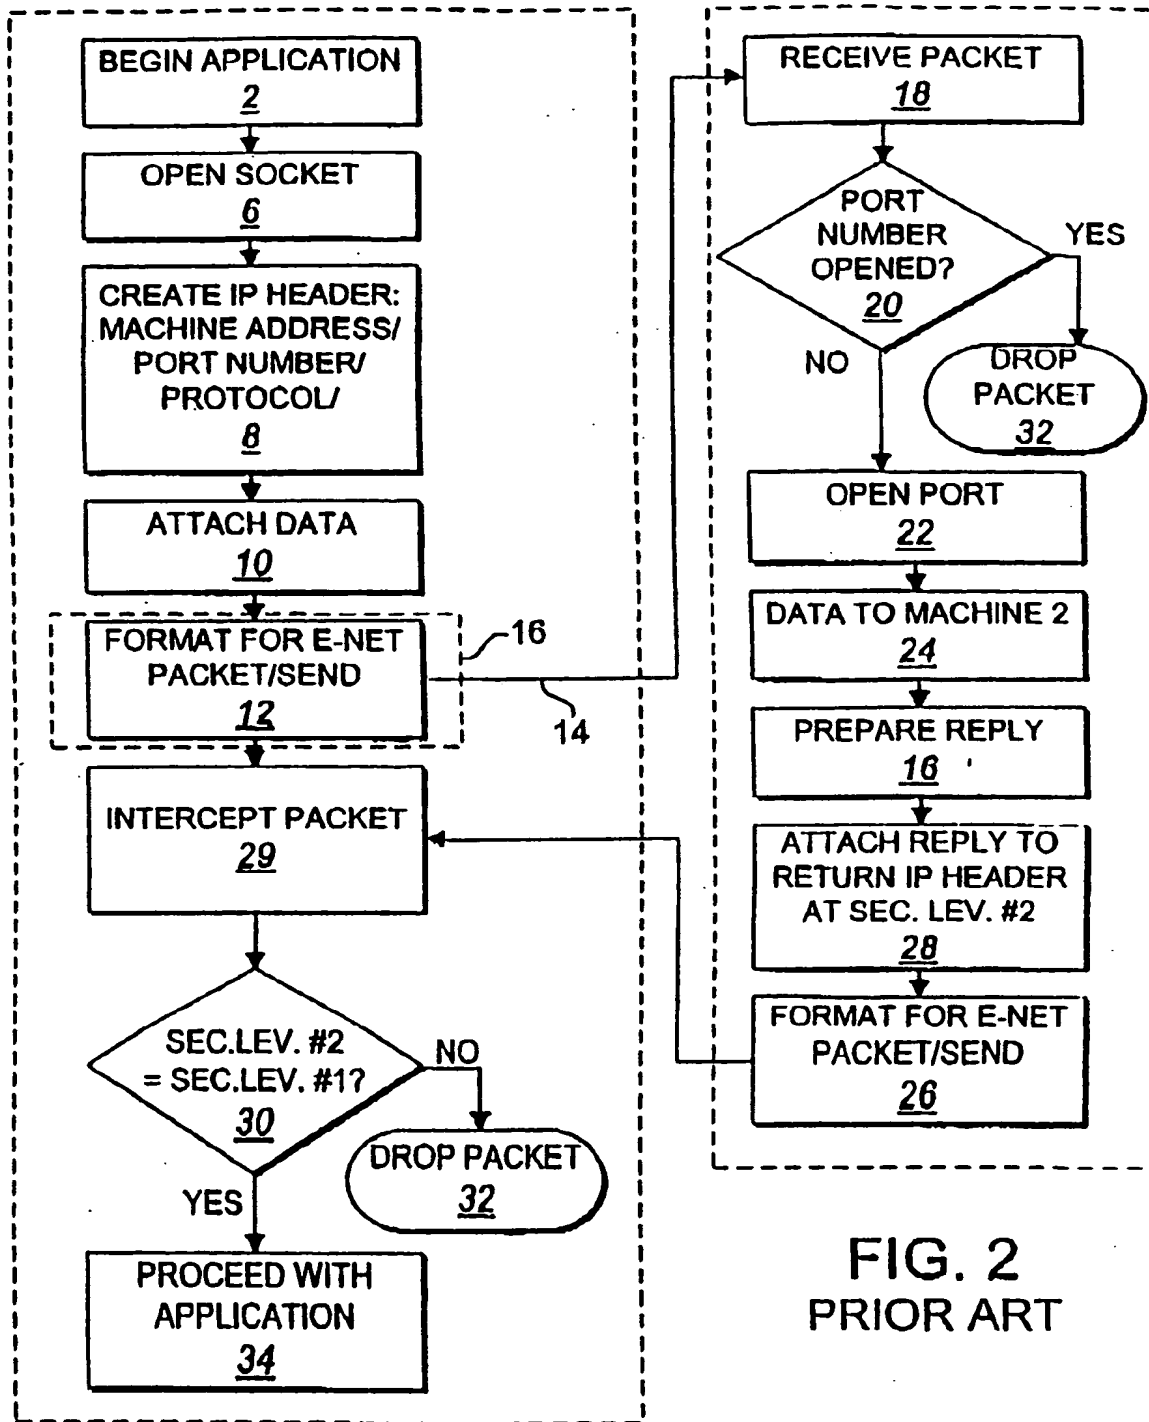 BEGIN APPLICATION
2
OPEN SOCKET
6
CREATE IP HEADER:
MACHINE ADDRESS/
PORT NUMBER/
PROTOCOL/
8
ATTACH DATA
10
FORMAT FOR E-NET
PACKET/SEND
12
16
14
INTERCEPT PACKET
29
SEC.LEV. #2
= SEC.LEV. #1?
30
NO
DROP PACKET
32
YES
PROCEED WITH
APPLICATION
34
RECEIVE PACKET
18
PORT
NUMBER
OPENED?
20
YES
NO
DROP
PACKET
32
OPEN PORT
22
DATA TO MACHINE 2
24
PREPARE REPLY
16
ATTACH REPLY TO
RETURN IP HEADER
AT SEC. LEV. #2
28
FORMAT FOR E-NET
PACKET/SEND
26
FIG. 2
PRIOR ART